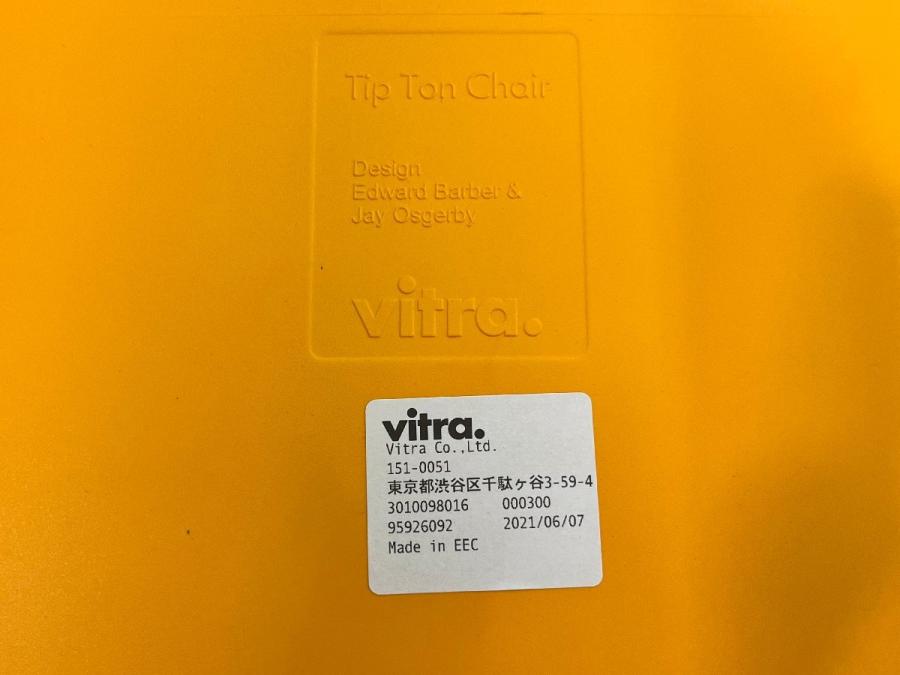 Tip Ton Chair
Design
Edward Barber &
Jay Osgerby
vitra.
vitra.
Vitra Co.,Ltd.
151-0051
東京都渋谷区千駄ヶ谷3-59-4
3010098016 000300
95926092 2021/06/07
Made in EEC